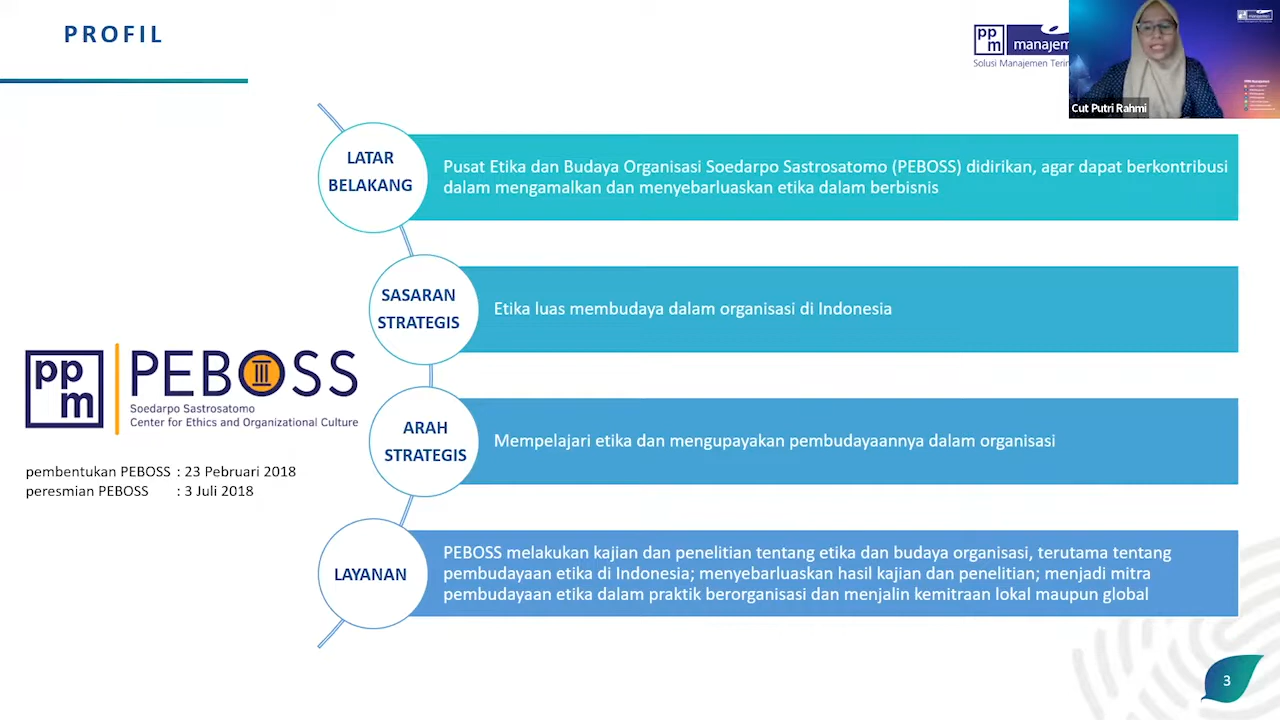 PROFIL
ppm
manajem
Solusi Manajemen Terin
Cut Putri Rahmi
LATAR
BELAKANG
Pusat Etika dan Budaya Organisasi Soedarpo Sastrosatomo (PEBOSS) didirikan, agar dapat berkontribusi
dalam mengamalkan dan menyebarluaskan etika dalam berbisnis
SASARAN
STRATEGIS
Etika luas membudaya dalam organisasi di Indonesia
ppm
PEBOSS
Soedarpo Sastrosatomo
Center for Ethics and Organizational Culture
pembentukan PEBOSS : 23 Pebruari 2018
peresmian PEBOSS : 3 Juli 2018
ARAH
STRATEGIS
Mempelajari etika dan mengupayakan pembudayaannya dalam organisasi
LAYANAN
PEBOSS melakukan kajian dan penelitian tentang etika dan budaya organisasi, terutama tentang
pembudayaan etika di Indonesia; menyebarluaskan hasil kajian dan penelitian; menjadi mitra
pembudayaan etika dalam praktik berorganisasi dan menjalin kemitraan lokal maupun global
3